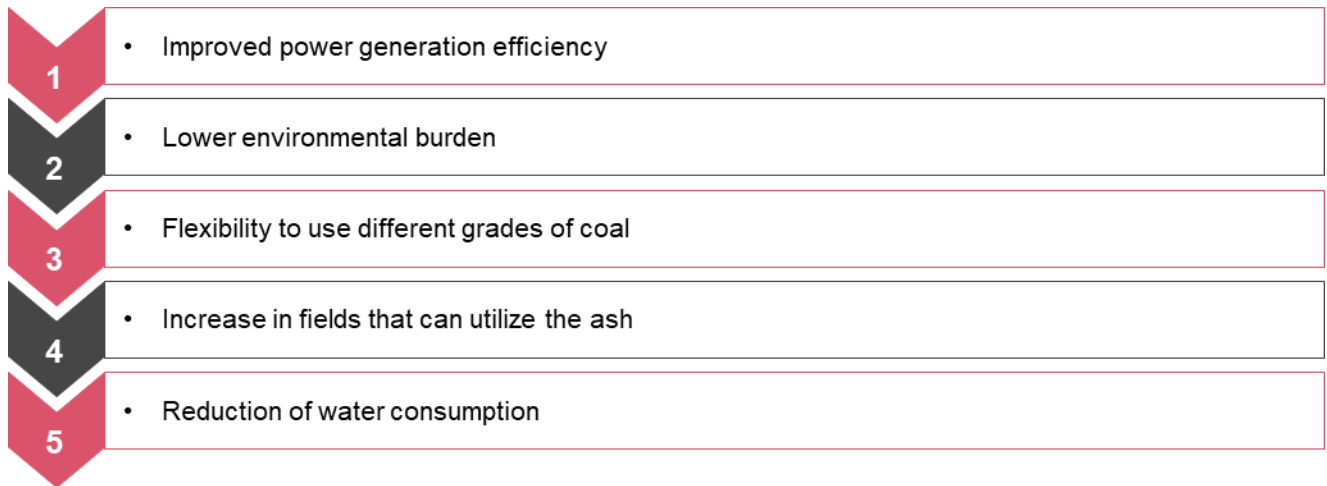 1
• Improved power generation efficiency
2
• Lower environmental burden
3
• Flexibility to use different grades of coal
4
• Increase in fields that can utilize the ash
5
• Reduction of water consumption